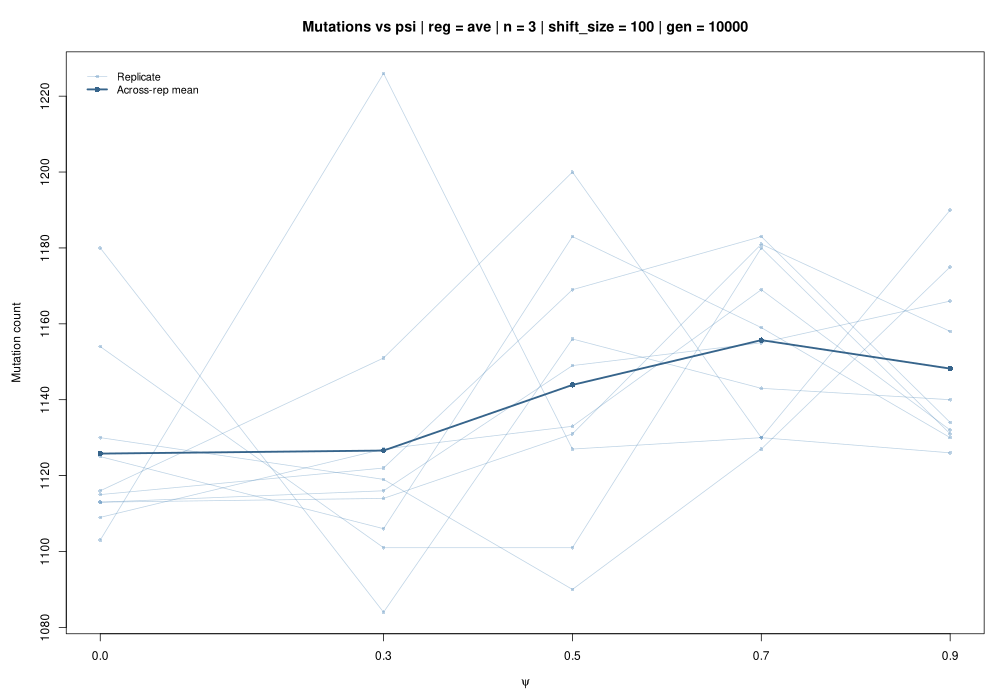 Mutations vs psi | reg = ave | n = 3 | shift_size = 100 | gen = 10000
Replicate
Across-rep mean
Mutation count
1220
1200
1180
1160
1140
1120
1100
1080
0.0 0.3 0.5 0.7 0.9
ψ